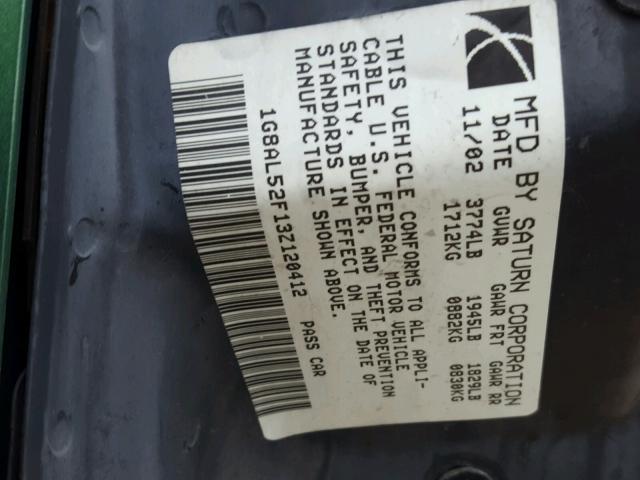 MFD BY SATURN CORPORATION
DATE GVWR GAWR FRT GAWR RR
11/02 3774LB 1945LB 1829LB
1712KG 0882KG 0830KG
THIS VEHICLE CONFORMS TO ALL APPLI-
CABLE U.S. FEDERAL MOTOR VEHICLE
SAFETY, BUMPER, AND THEFT PREVENTION
STANDARDS IN EFFECT ON THE DATE OF
MANUFACTURE SHOWN ABOVE.
1G8AL52F13Z120412 PASS CAR